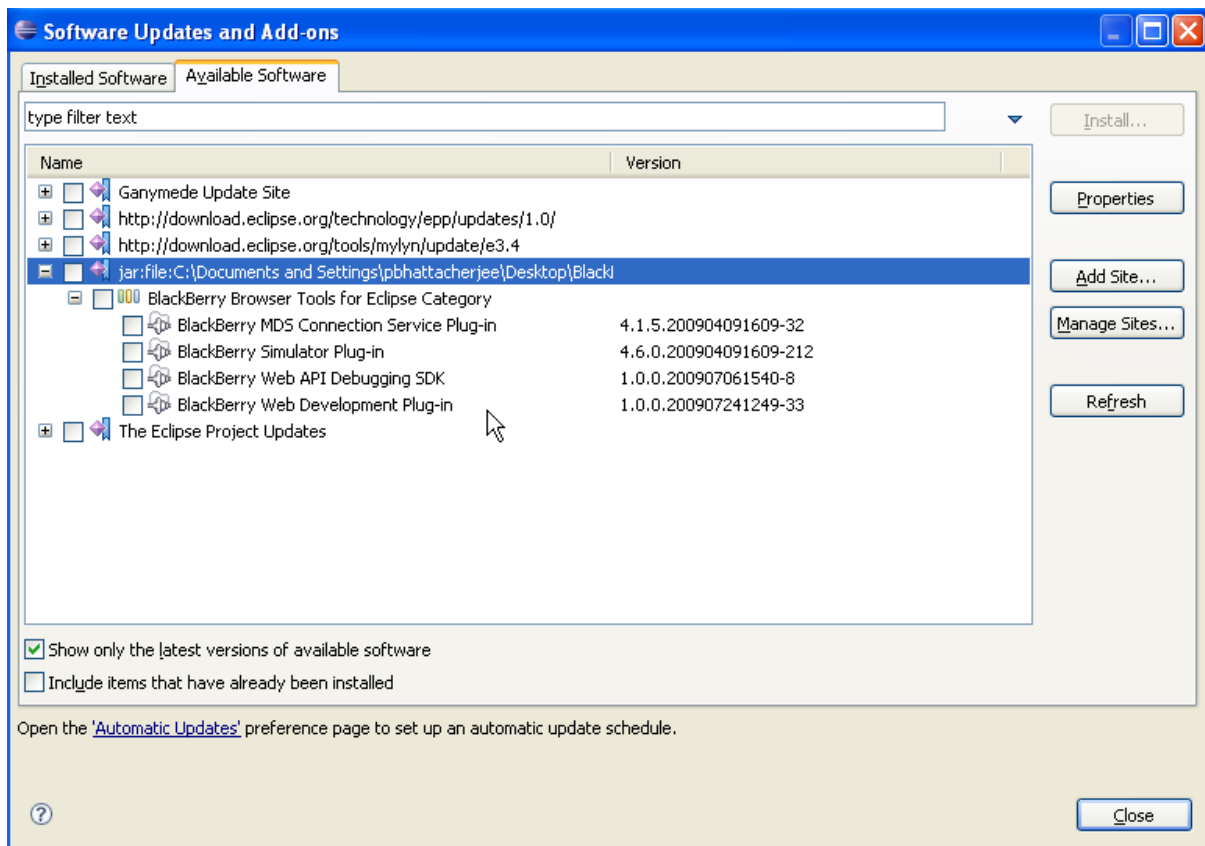 Software Updates and Add-ons
Installed Software Available Software
type filter text
Install...
Name Version
Ganymede Update Site
Properties
http://download.eclipse.org/technology/epp/updates/1.0/
http://download.eclipse.org/tools/mylyn/update/e3.4
jar:file:C:\Documents and Settings\pbhattacherjee\Desktop\Blackl
Add Site...
BlackBerry Browser Tools for Eclipse Category
BlackBerry MDS Connection Service Plug-in 4.1.5.200904091609-32
Manage Sites...
BlackBerry Simulator Plug-in 4.6.0.200904091609-212
BlackBerry Web API Debugging SDK 1.0.0.200907061540-8
BlackBerry Web Development Plug-in 1.0.0.200907241249-33
Refresh
The Eclipse Project Updates
Show only the latest versions of available software
Include items that have already been installed
Open the 'Automatic Updates' preference page to set up an automatic update schedule.
?
Close